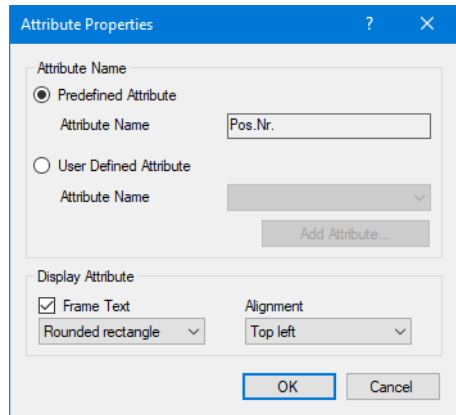 Attribute Properties ?
Attribute Name
Predefined Attribute
Attribute Name Pos.Nr.
User Defined Attribute
Attribute Name
Add Attribute...
Display Attribute
Frame Text Alignment
Rounded rectangle Top left
OK Cancel